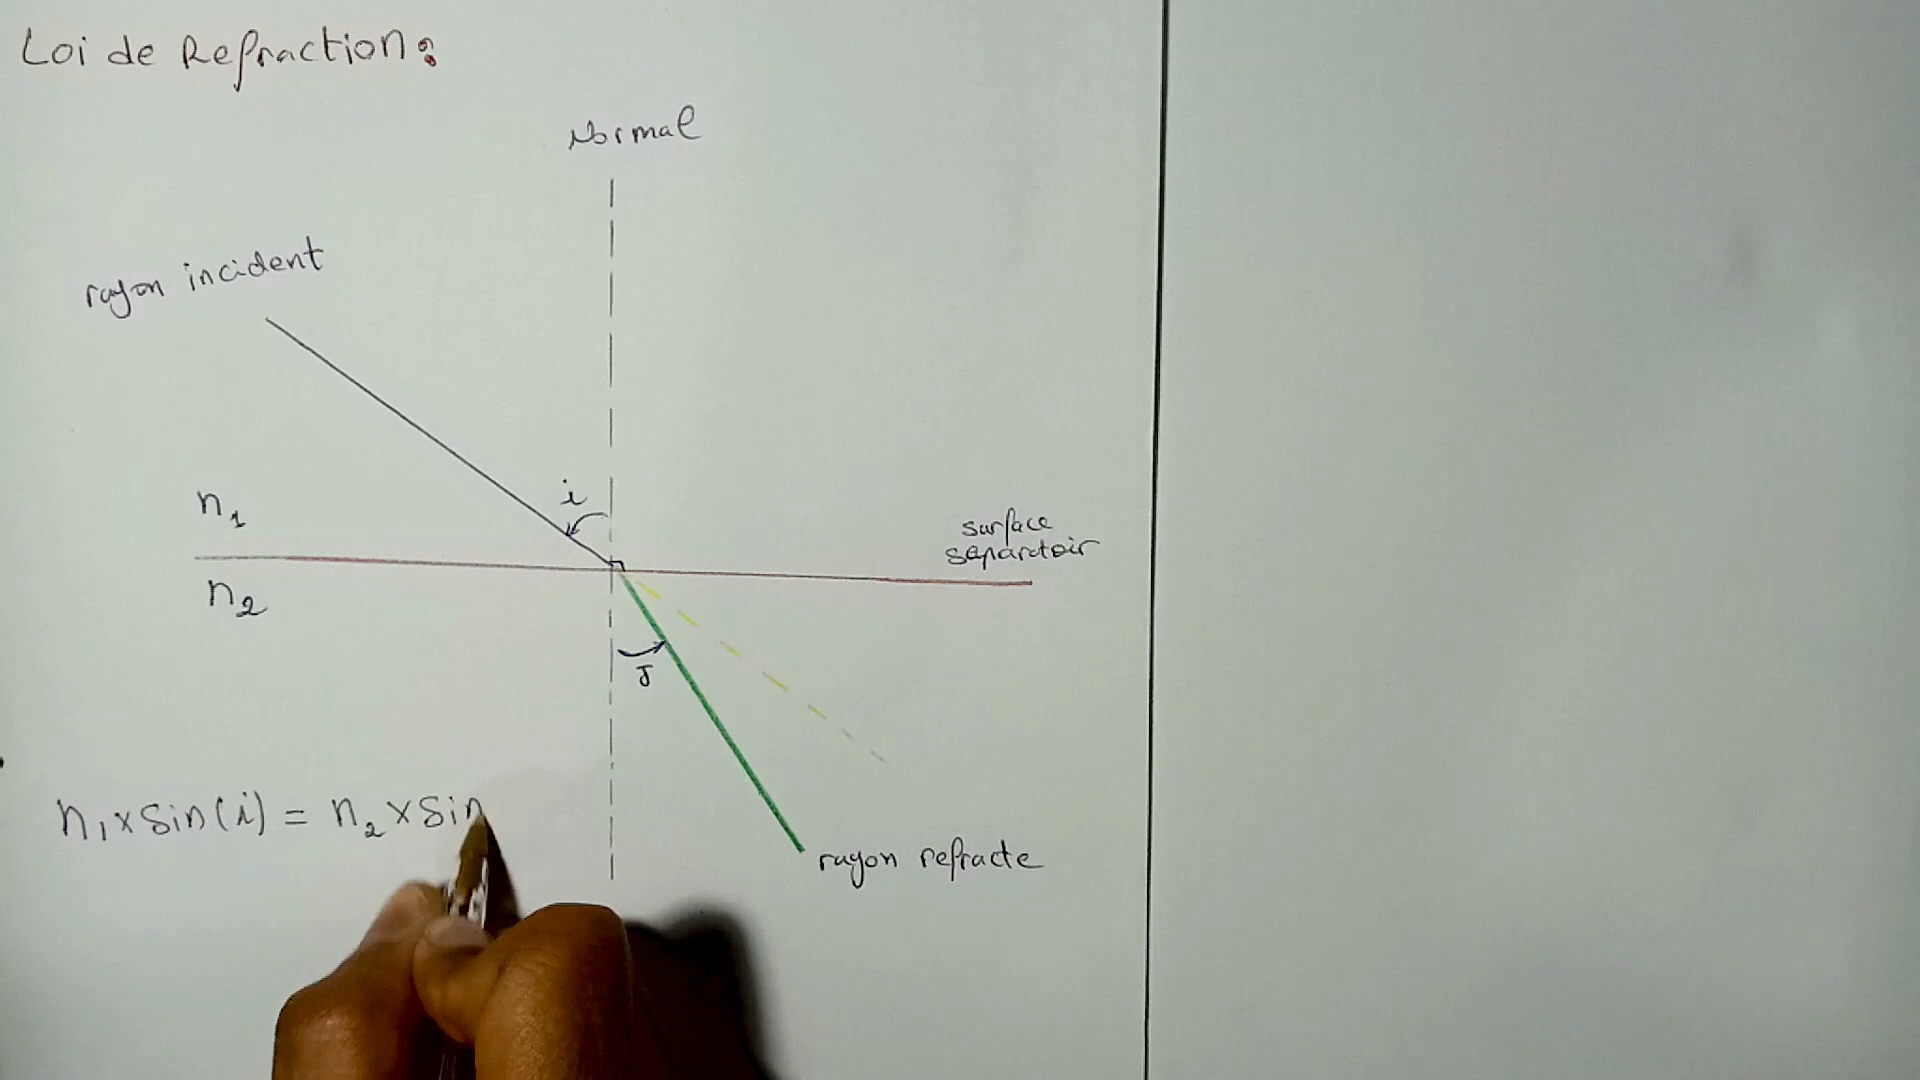 Loi de Refraction:
Normal
rayon incident
i
n1
surface
separatoir
n2
J
n1 x sin(i) = n2 x sin
rayon refracte